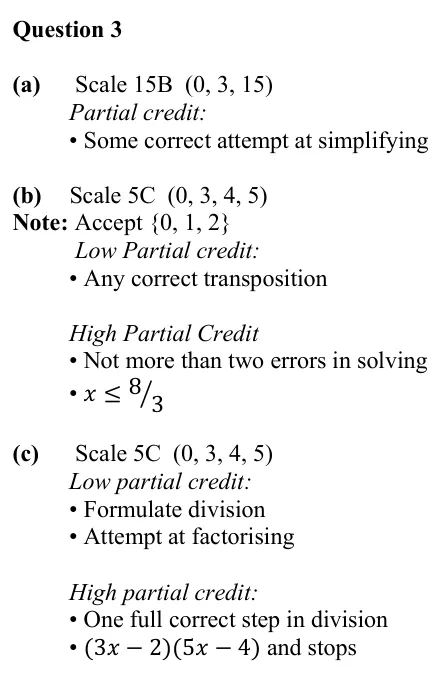 Question 3
(a) Scale 15B (0, 3, 15)
Partial credit:
• Some correct attempt at simplifying
(b) Scale 5C (0, 3, 4, 5)
Note: Accept {0, 1, 2}
Low Partial credit:
• Any correct transposition
High Partial Credit
• Not more than two errors in solving
• 𝑥 ≤ 8/3
(c) Scale 5C (0, 3, 4, 5)
Low partial credit:
• Formulate division
• Attempt at factorising
High partial credit:
• One full correct step in division
• (3𝑥 − 2)(5𝑥 − 4) and stops